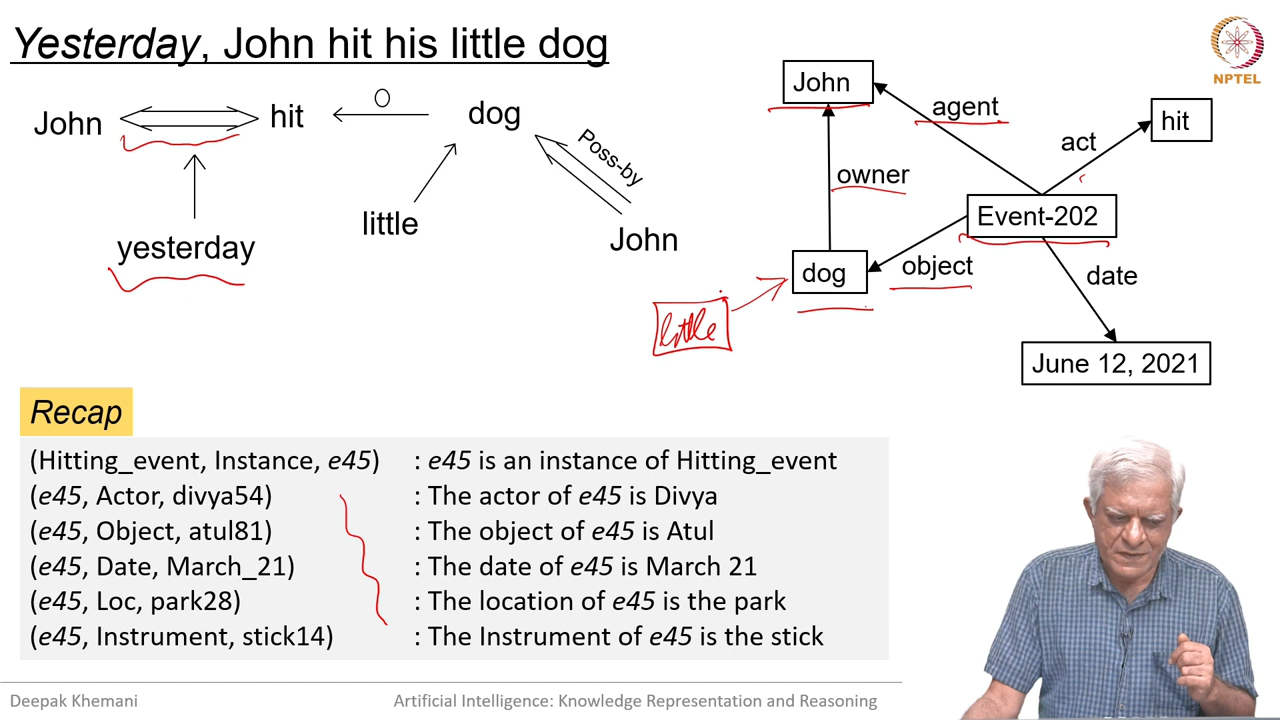 Yesterday, John hit his little dog
NPTEL
John hit O dog
Poss-by
yesterday
little
John
John
agent
hit
act
owner
Event-202
dog
object
date
little
June 12, 2021
Recap
(Hitting_event, Instance, e45) : e45 is an instance of Hitting_event
(e45, Actor, divya54) : The actor of e45 is Divya
(e45, Object, atul81) : The object of e45 is Atul
(e45, Date, March_21) : The date of e45 is March 21
(e45, Loc, park28) : The location of e45 is the park
(e45, Instrument, stick14) : The Instrument of e45 is the stick
Deepak Khemani Artificial Intelligence: Knowledge Representation and Reasoning